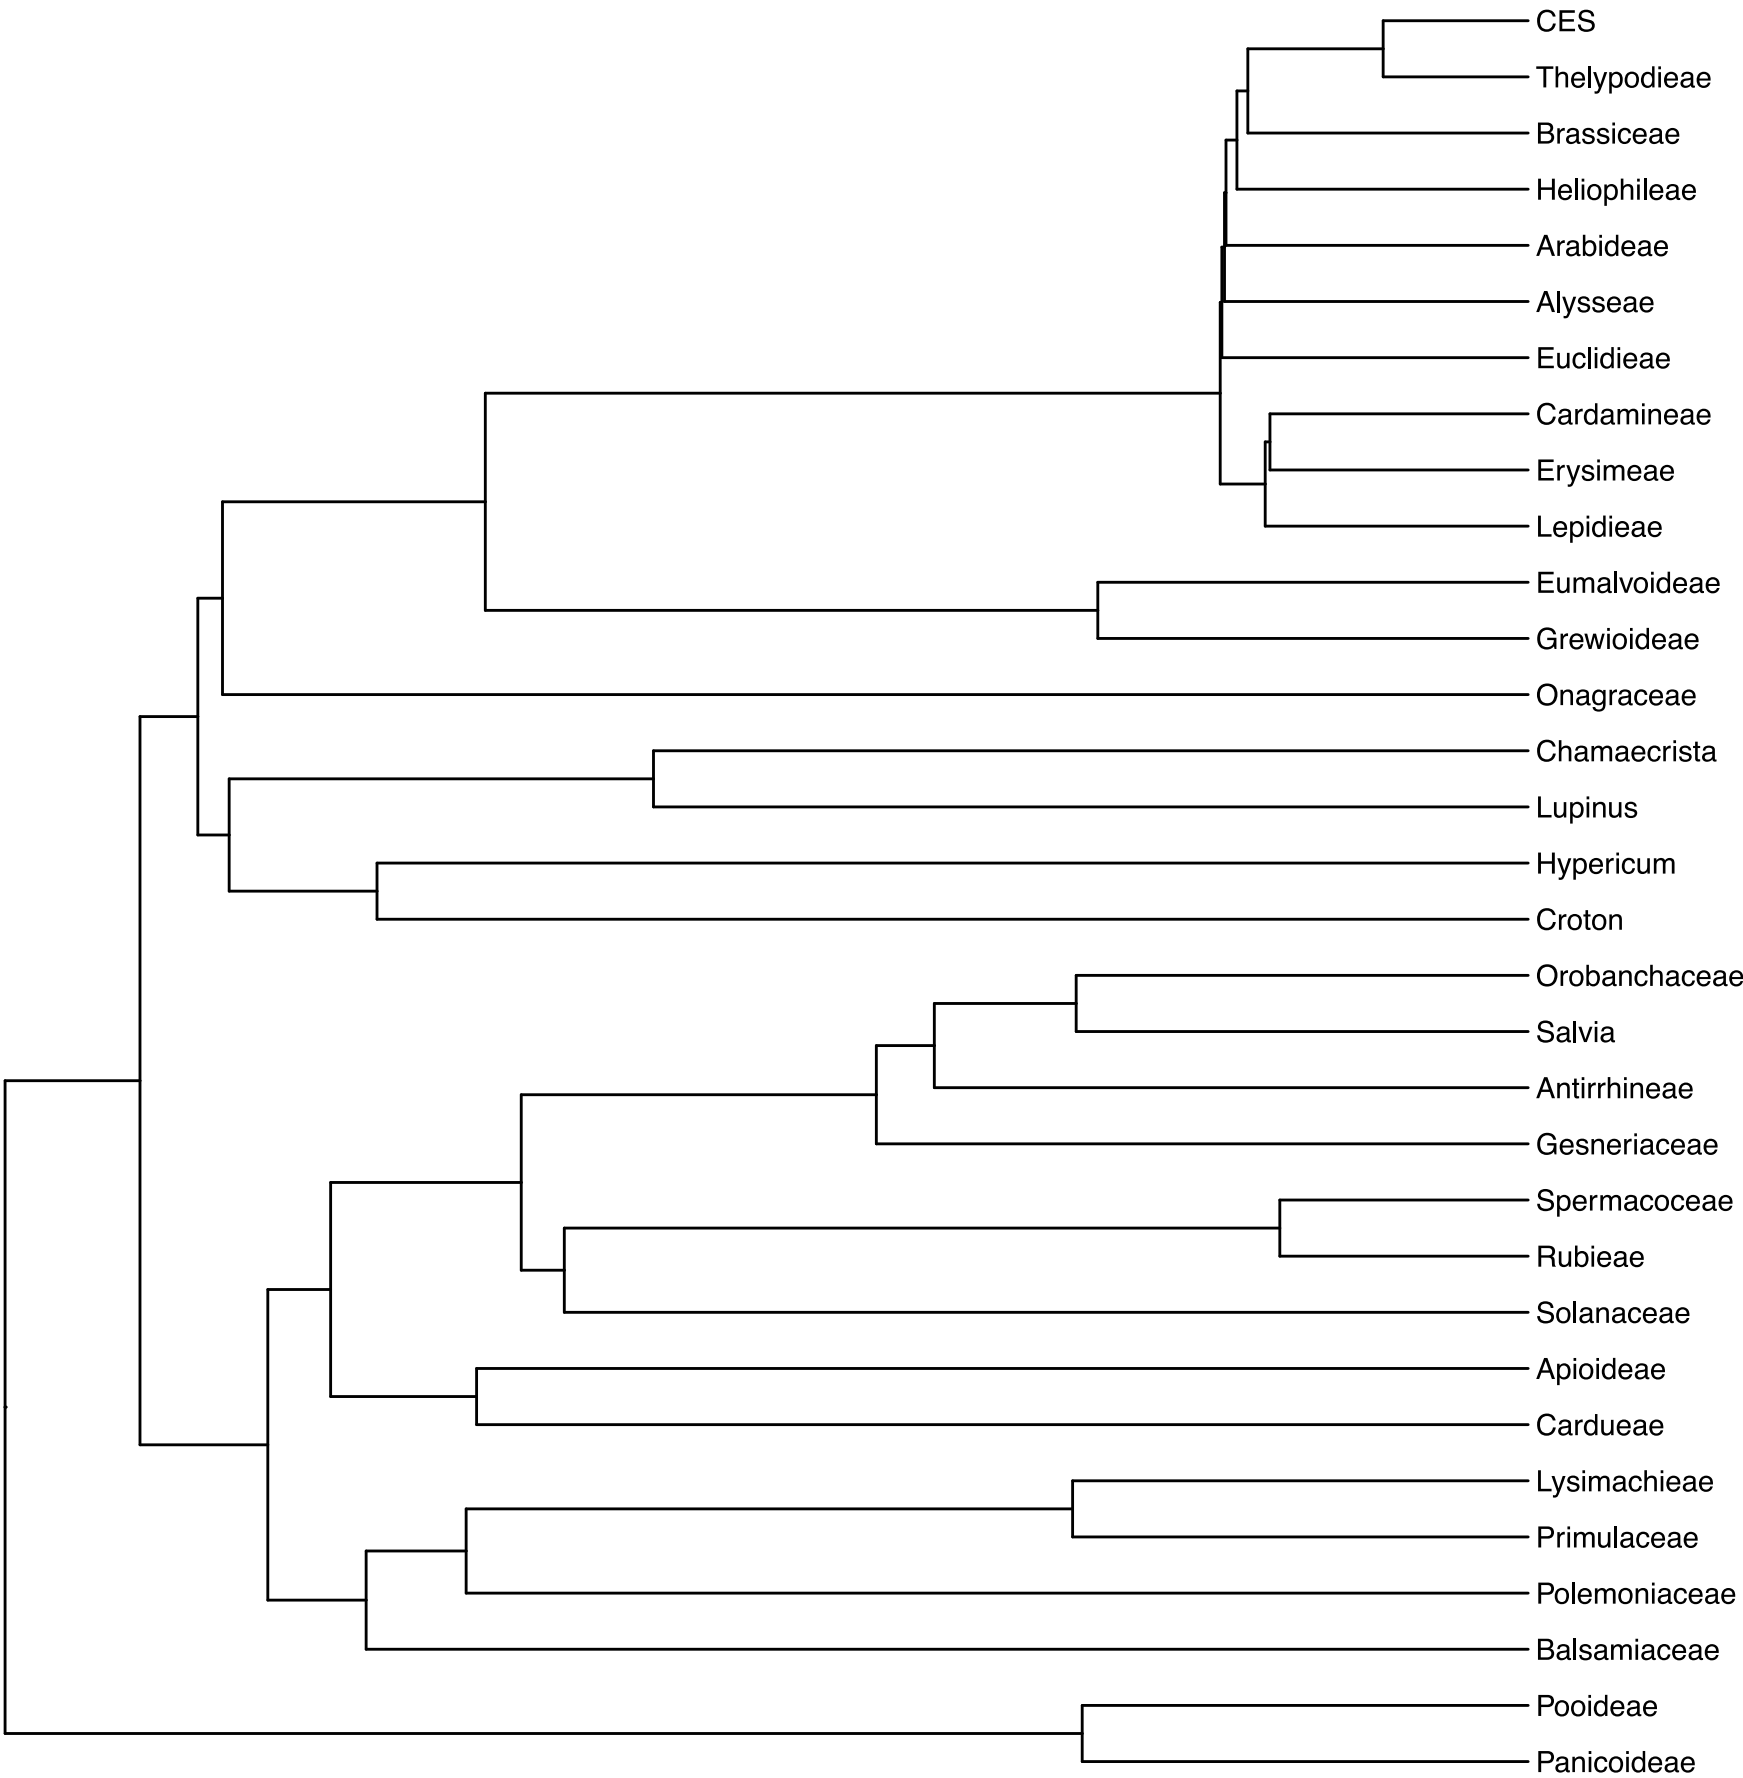 CES
Thelypodieae
Brassiceae
Heliophileae
Arabideae
Alysseae
Euclidieae
Cardamineae
Erysimeae
Lepidieae
Eumalvoideae
Grewioideae
Onagraceae
Chamaecrista
Lupinus
Hypericum
Croton
Orobanchaceae
Salvia
Antirrhineae
Gesneriaceae
Spermacoceae
Rubieae
Solanaceae
Apioideae
Cardueae
Lysimachieae
Primulaceae
Polemoniaceae
Balsamiaceae
Pooideae
Panicoideae